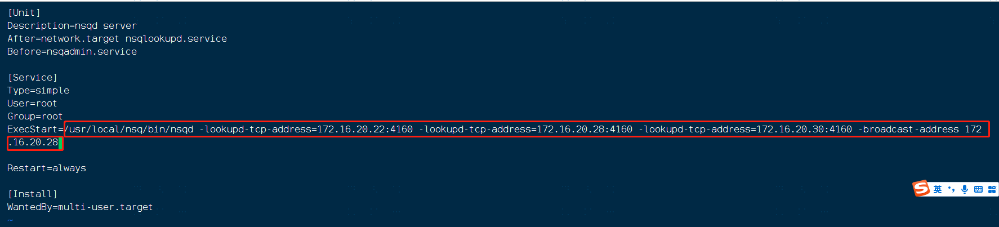 [Unit]
Description=nsqd server
After=network.target nsqlookupd.service
Before=nsqadmin.service
[Service]
Type=simple
User=root
Group=root
ExecStart=/usr/local/nsq/bin/nsqd -lookupd-tcp-address=172.16.20.22:4160 -lookupd-tcp-address=172.16.20.28:4160 -lookupd-tcp-address=172.16.20.30:4160 -broadcast-address 172
.16.20.28
Restart=always
[Install]
WantedBy=multi-user.target
~
S 英